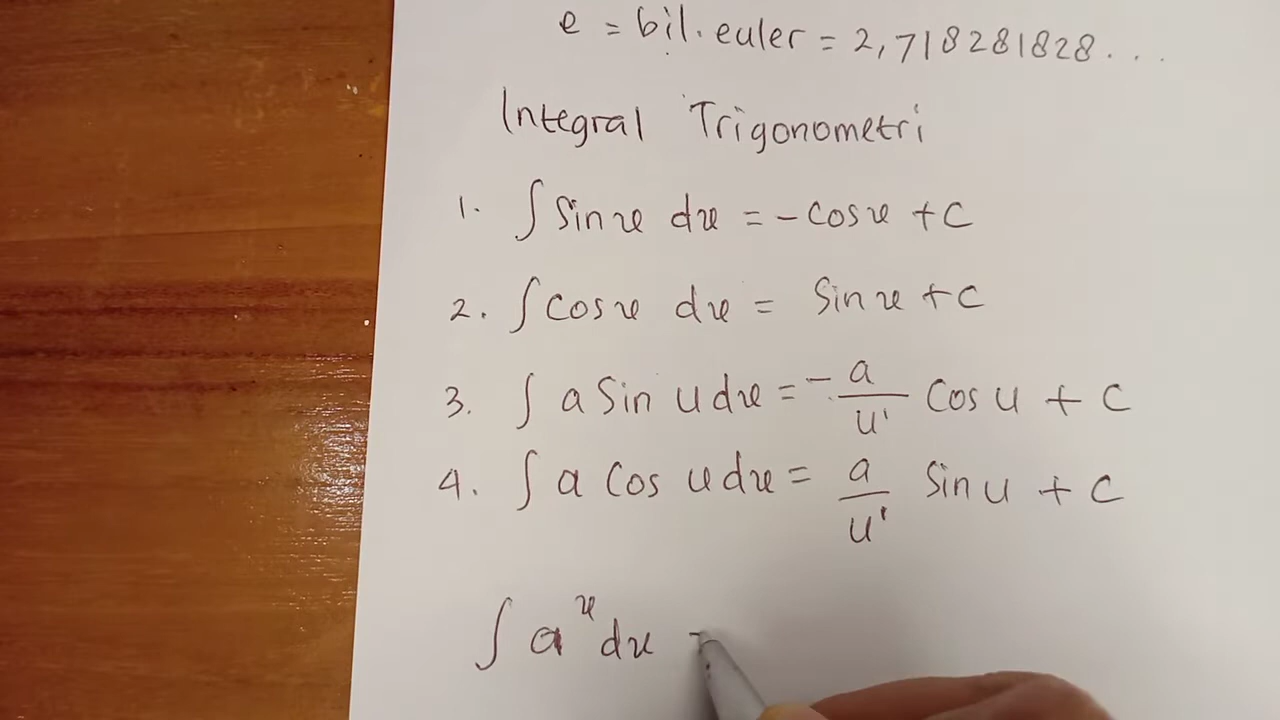 e = bil. euler = 2,718281828...
Integral Trigonometri
1. ∫ Sin x dx = - cos x + c
2. ∫ cos x dx = Sin x + c
3. ∫ a Sin u dx = - a/u' Cos u + c
4. ∫ a Cos u dx = a/u' Sin u + c
∫ a^x dx =